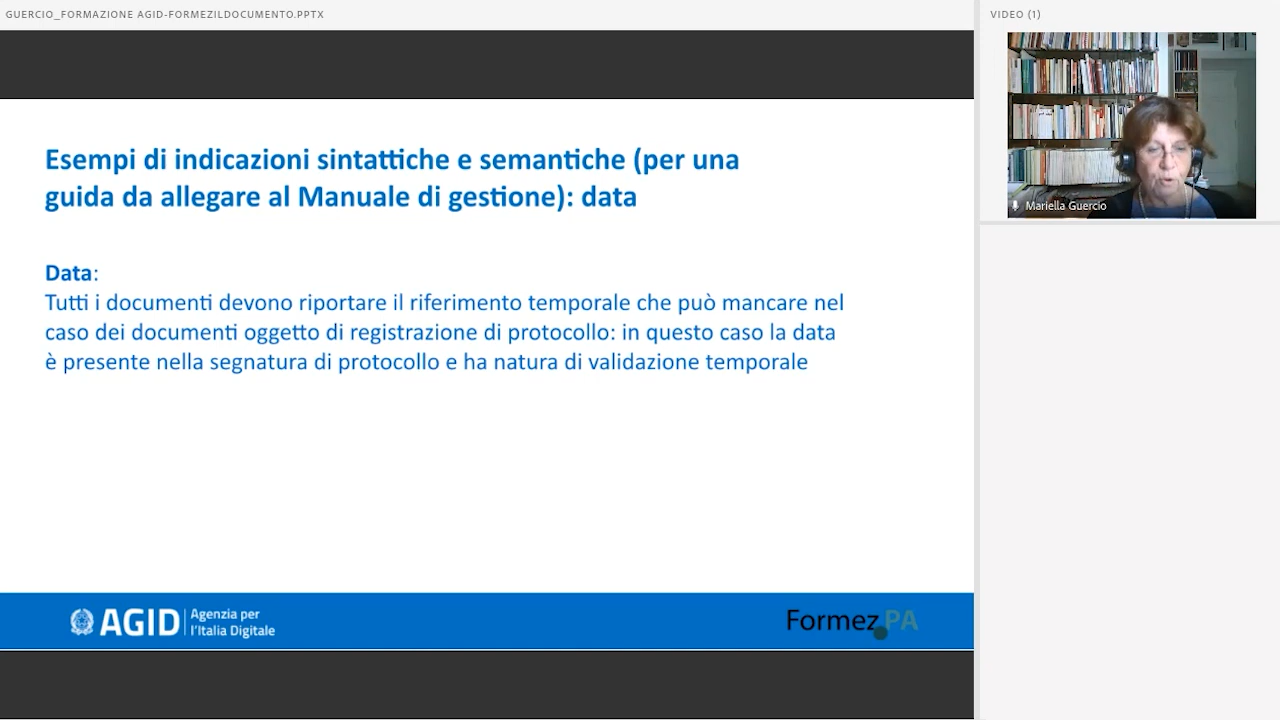 GUERCIO_FORMAZIONE AGID-FORMEZILDOCUMENTO.PPTX
VIDEO (1)
Mariella Guercio
Esempi di indicazioni sintattiche e semantiche (per una
guida da allegare al Manuale di gestione): data
Data:
Tutti i documenti devono riportare il riferimento temporale che può mancare nel
caso dei documenti oggetto di registrazione di protocollo: in questo caso la data
è presente nella segnatura di protocollo e ha natura di validazione temporale
AGID
Agenzia per
l'Italia Digitale
Formez PA